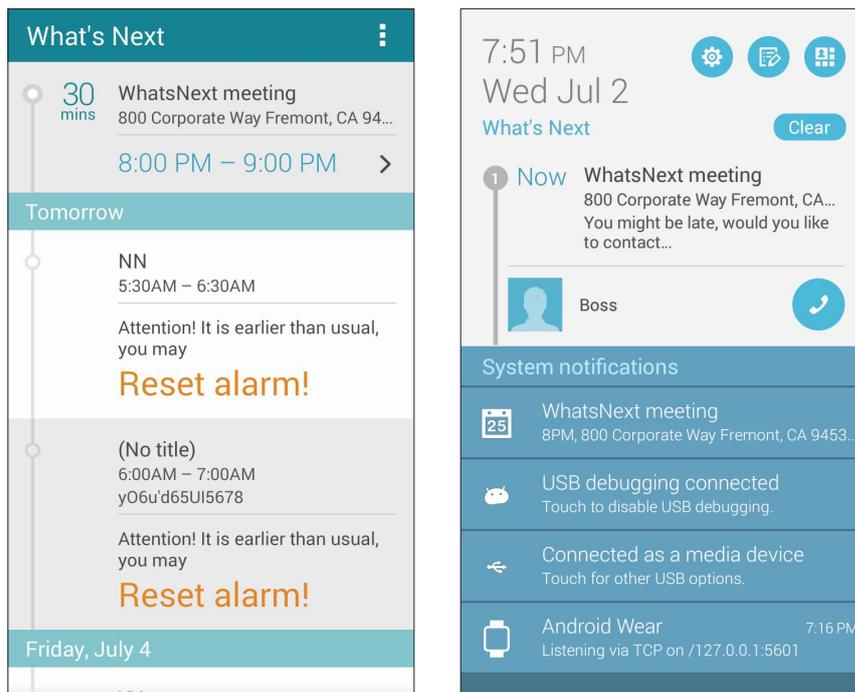 What's Next
30 mins
WhatsNext meeting
800 Corporate Way Fremont, CA 94...
8:00 PM – 9:00 PM
Tomorrow
NN
5:30AM – 6:30AM
Attention! It is earlier than usual,
you may
Reset alarm!
(No title)
6:00AM – 7:00AM
yO6u'd65UI5678
Attention! It is earlier than usual,
you may
Reset alarm!
Friday, July 4
7:51 PM
Wed Jul 2
What's Next
Clear
1 Now
WhatsNext meeting
800 Corporate Way Fremont, CA...
You might be late, would you like
to contact...
Boss
System notifications
25
WhatsNext meeting
8PM, 800 Corporate Way Fremont, CA 9453..
USB debugging connected
Touch to disable USB debugging.
Connected as a media device
Touch for other USB options.
Android Wear
7:16 PM
Listening via TCP on /127.0.0.1:5601